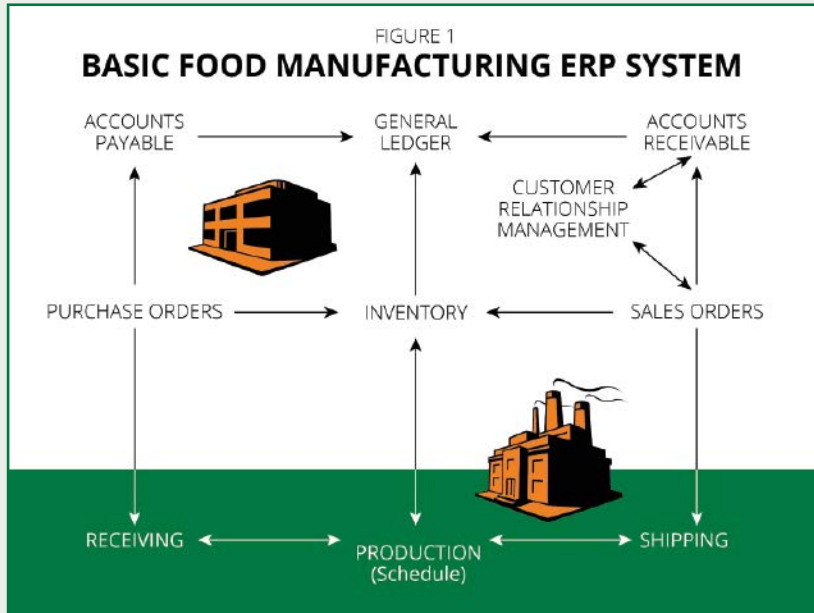 FIGURE 1
BASIC FOOD MANUFACTURING ERP SYSTEM
ACCOUNTS
PAYABLE
GENERAL
LEDGER
ACCOUNTS
RECEIVABLE
CUSTOMER
RELATIONSHIP
MANAGEMENT
PURCHASE ORDERS
INVENTORY
SALES ORDERS
RECEIVING
PRODUCTION
(Schedule)
SHIPPING